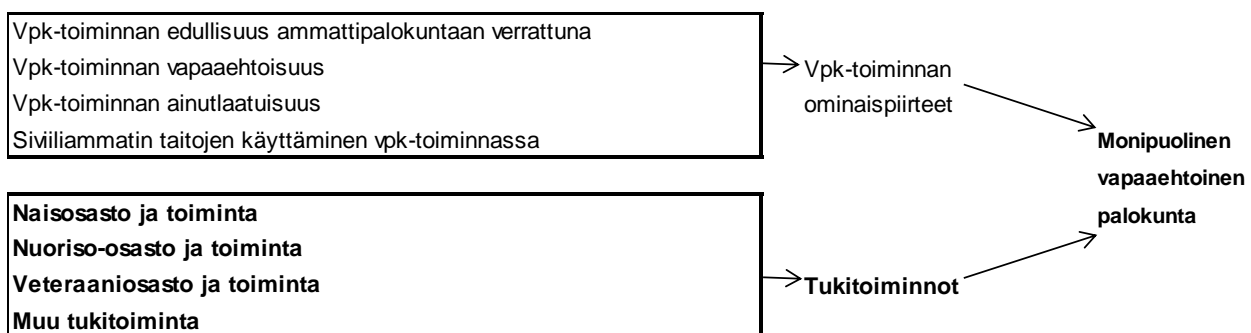 Vpk-toiminnan edullisuus ammattipalokuntaan verrattuna
Vpk-toiminnan vapaaehtoisuus
Vpk-toiminnan ainutlaatuisuus
Siviiliammatin taitojen käyttäminen vpk-toiminnassa
Vpk-toiminnan
ominaispiirteet
Naisosasto ja toiminta
Nuoriso-osasto ja toiminta
Veteraaniosasto ja toiminta
Muu tukitoiminta
Tukitoiminnot
Monipuolinen
vapaaehtoinen
palokunta